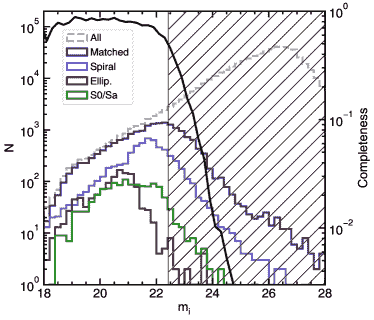 10^5
10^4
10^3
10^2
10^1
10^0
N
All
Matched
Spiral
Ellip.
S0/Sa
10^0
10^-1
10^-2
Completeness
18 20 22 24 26 28
m_i